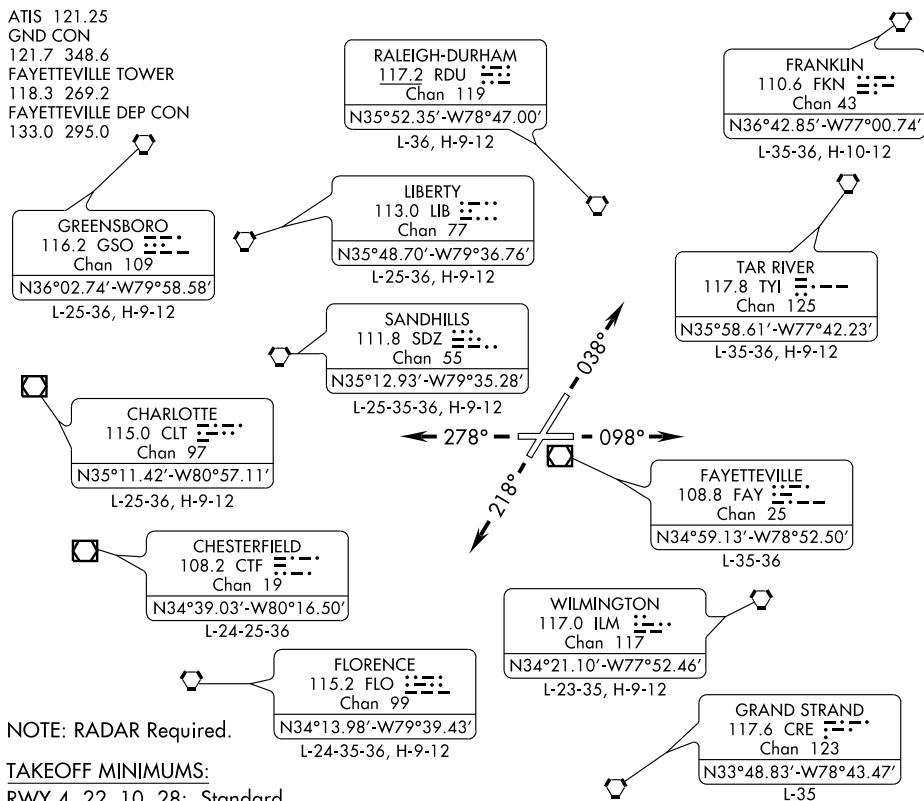 ATIS 121.25
GND CON
121.7 348.6
FAYETTEVILLE TOWER
118.3 269.2
FAYETTEVILLE DEP CON
133.0 295.0
RALEIGH-DURHAM
117.2 RDU
Chan 119
N35°52.35′-W78°47.00′
L-36, H-9-12
FRANKLIN
110.6 FKN
Chan 43
N36°42.85′-W77°00.74′
L-35-36, H-10-12
GREENSBORO
116.2 GSO
Chan 109
N36°02.74′-W79°58.58′
L-25-36, H-9-12
LIBERTY
113.0 LIB
Chan 77
N35°48.70′-W79°36.76′
L-25-36, H-9-12
TAR RIVER
117.8 TYI
Chan 125
N35°58.61′-W77°42.23′
L-35-36, H-9-12
SANDHILLS
111.8 SDZ
Chan 55
N35°12.93′-W79°35.28′
L-25-35-36, H-9-12
038°
278°
098°
218°
CHARLOTTE
115.0 CLT
Chan 97
N35°11.42′-W80°57.11′
L-25-36, H-9-12
FAYETTEVILLE
108.8 FAY
Chan 25
N34°59.13′-W78°52.50′
L-35-36
CHESTERFIELD
108.2 CTF
Chan 19
N34°39.03′-W80°16.50′
L-24-25-36
WILMINGTON
117.0 ILM
Chan 117
N34°21.10′-W77°52.46′
L-23-35, H-9-12
FLORENCE
115.2 FLO
Chan 99
N34°13.98′-W79°39.43′
L-24-35-36, H-9-12
GRAND STRAND
117.6 CRE
Chan 123
N33°48.83′-W78°43.47′
L-35
NOTE: RADAR Required.
TAKEOFF MINIMUMS:
RWY 4, 22, 10, 28: Standard